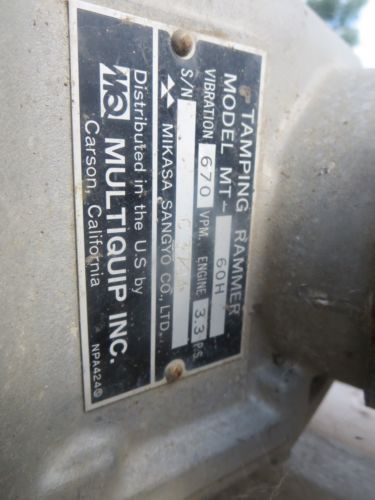 TAMPING RAMMER
MODEL MT- 60H
VIBRATION 670 VPM. ENGINE 3.3 P.S
S/N
MIKASA SANGYO CO., LTD.
Distributed in the U.S by
MQ MULTIQUIP INC.
Carson, California
NPA424